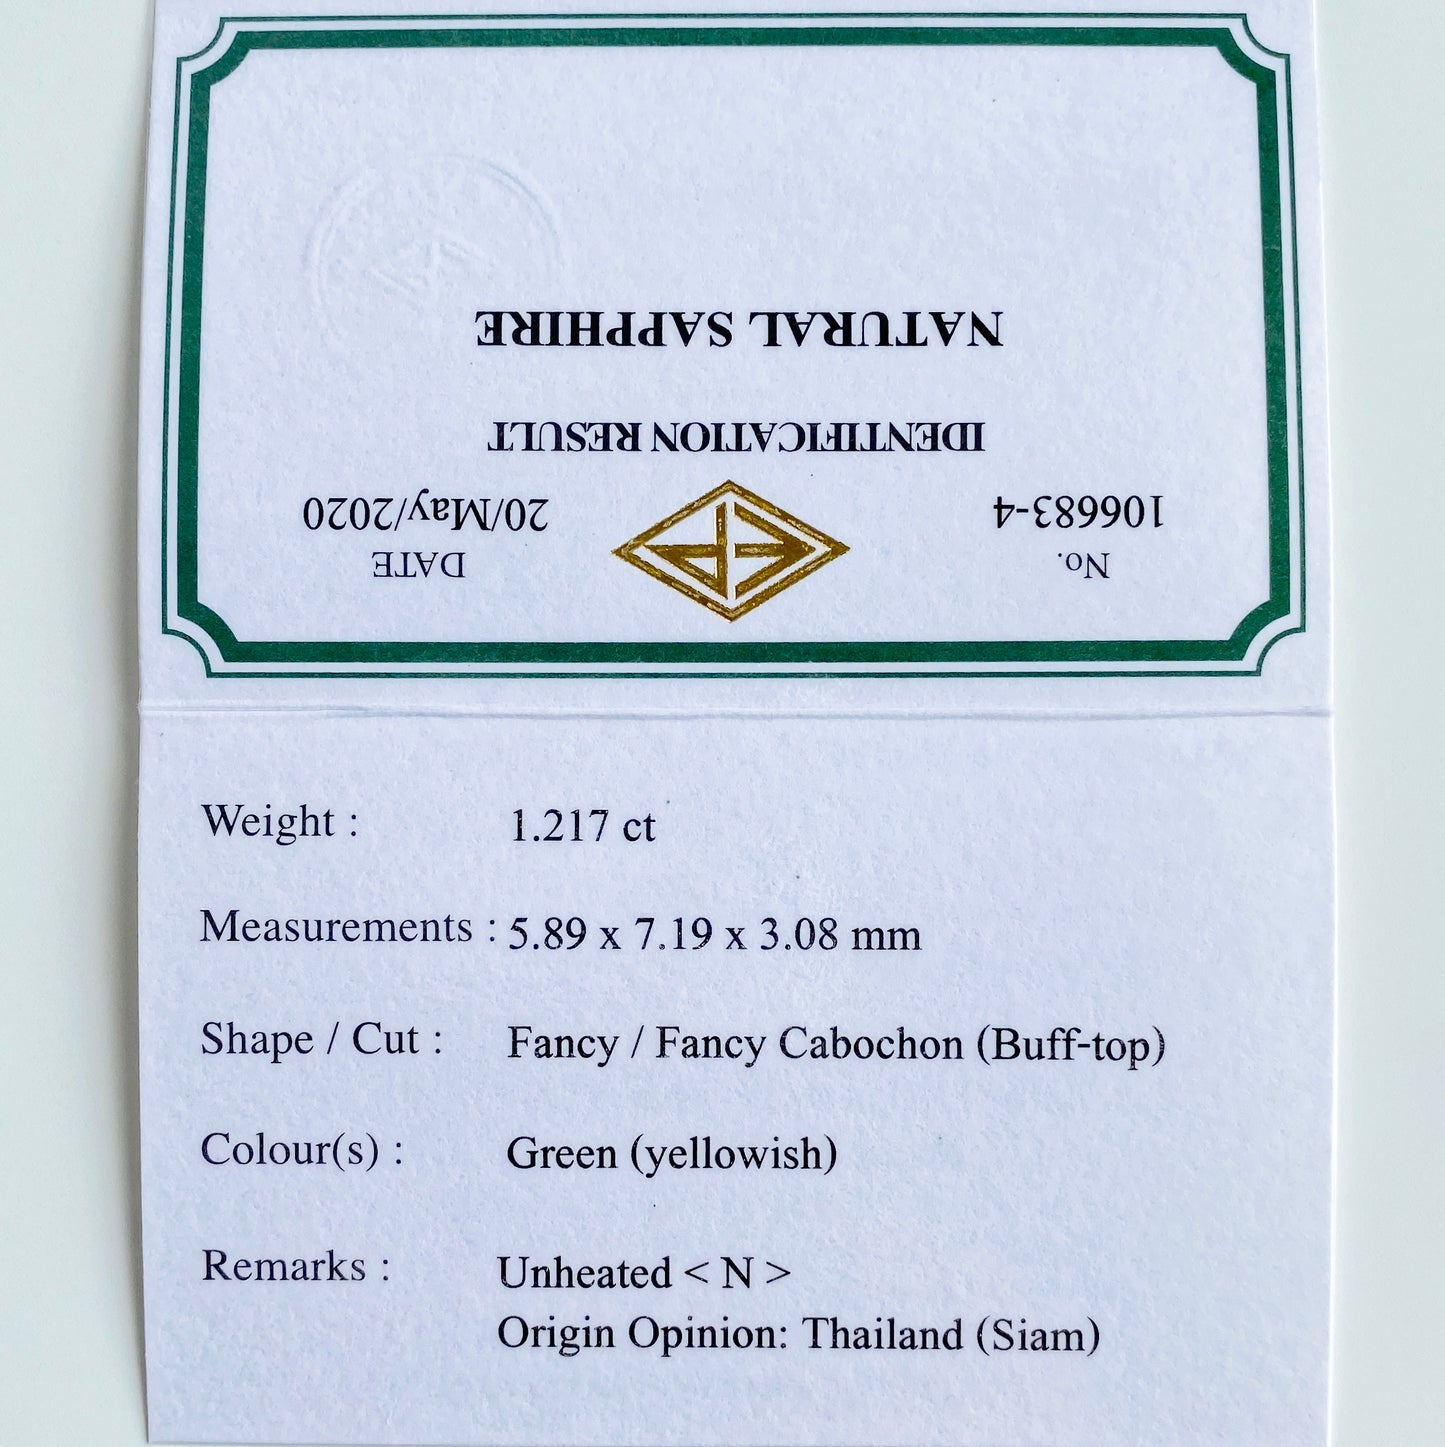 No.
106683-4
DATE
20/May/2020
IDENTIFICATION RESULT
NATURAL SAPPHIRE
Weight : 1.217 ct
Measurements : 5.89 x 7.19 x 3.08 mm
Shape / Cut : Fancy / Fancy Cabochon (Buff-top)
Colour(s) : Green (yellowish)
Remarks : Unheated < N >
Origin Opinion: Thailand (Siam)